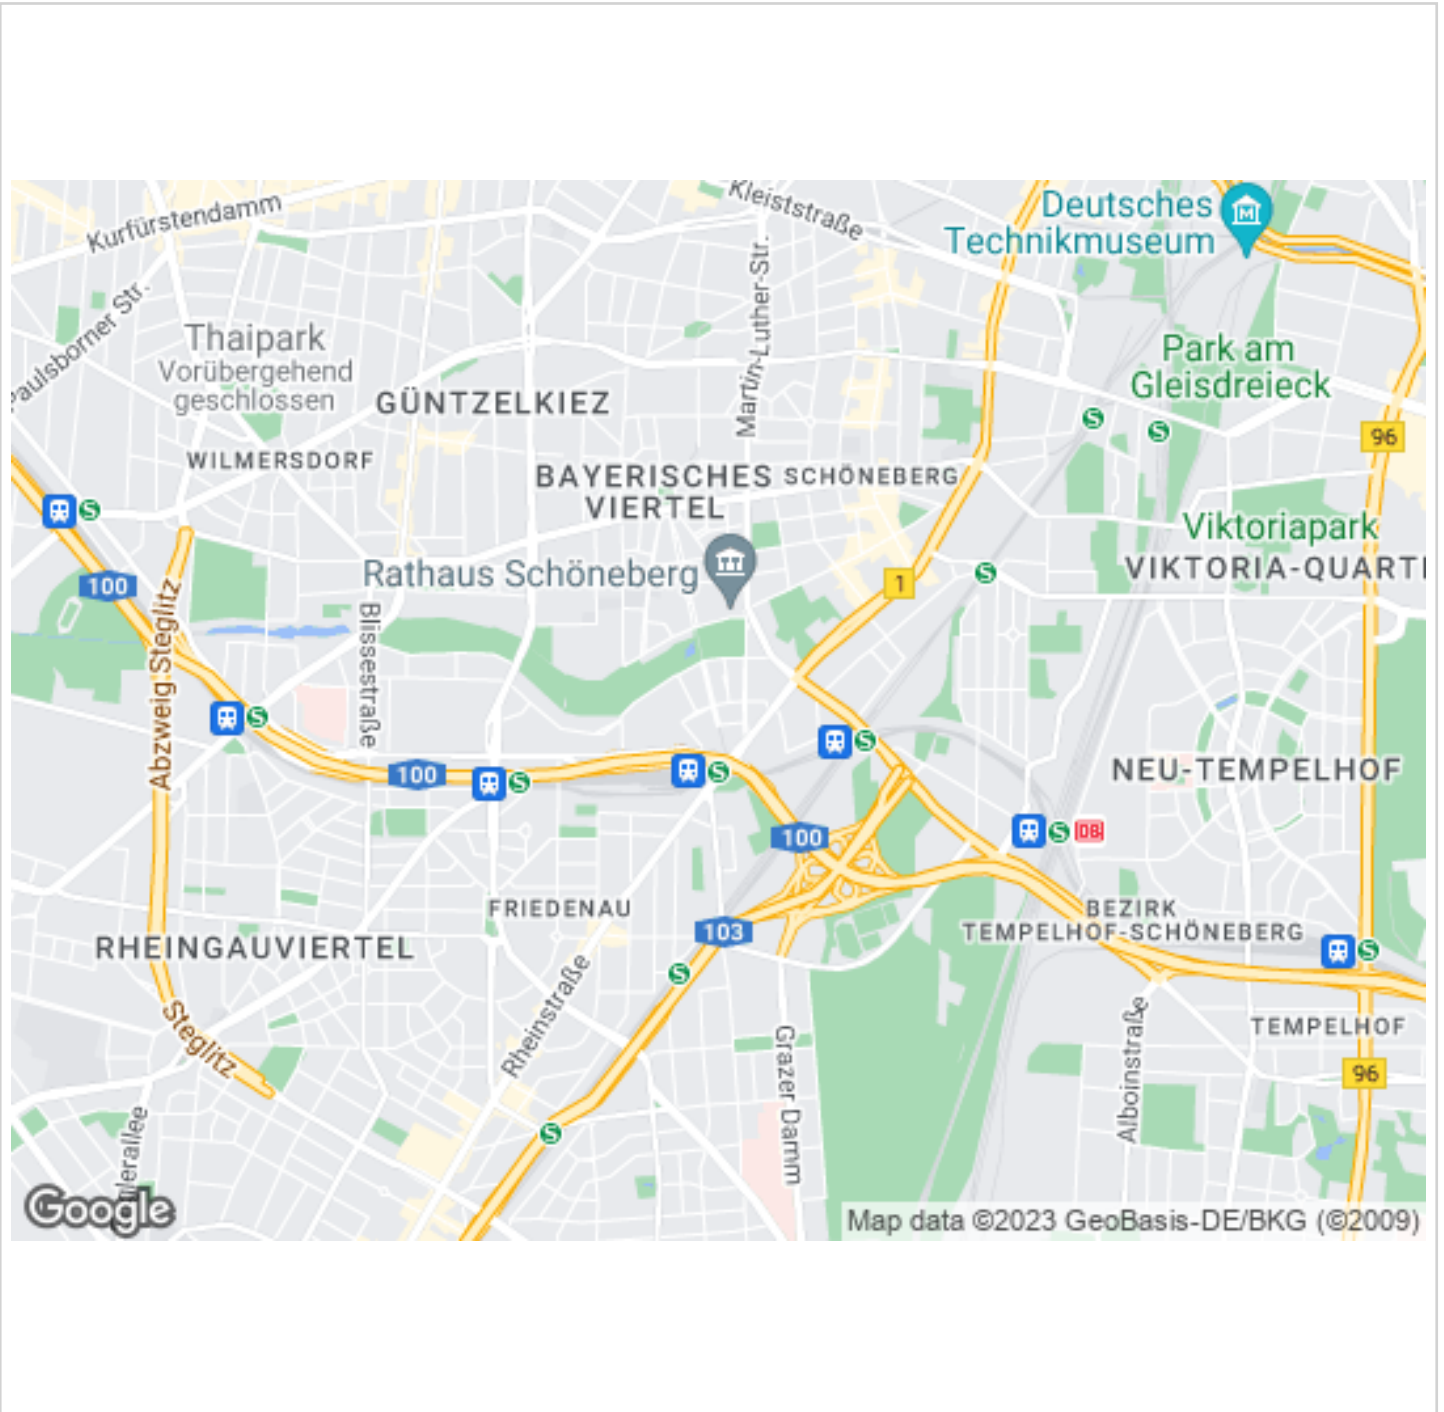 Kleiststraße
Deutsches
Technikmuseum
Kurfürstendamm
Paulsborner Str.
Martin-Luther-Str.
Thaipark
Vorübergehend
geschlossen
Park am
Gleisdreieck
GÜNTZELKIEZ
S
S
96
WILMERSDORF
BAYERISCHES
VIERTEL
SCHÖNEBERG
S
Viktoriapark
VIKTORIA-QUARTI
Rathaus Schöneberg
1
S
100
Abzweig Steglitz
Blissestraße
S
S
NEU-TEMPELHOF
100
S
S
100
S
DB
FRIEDENAU
103
BEZIRK
TEMPELHOF-SCHÖNEBERG
RHEINGAUVIERTEL
S
S
Rheinstraße
Steglitz
Grazer Damm
Alboinstraße
TEMPELHOF
96
S
Google
Map data ©2023 GeoBasis-DE/BKG (©2009)